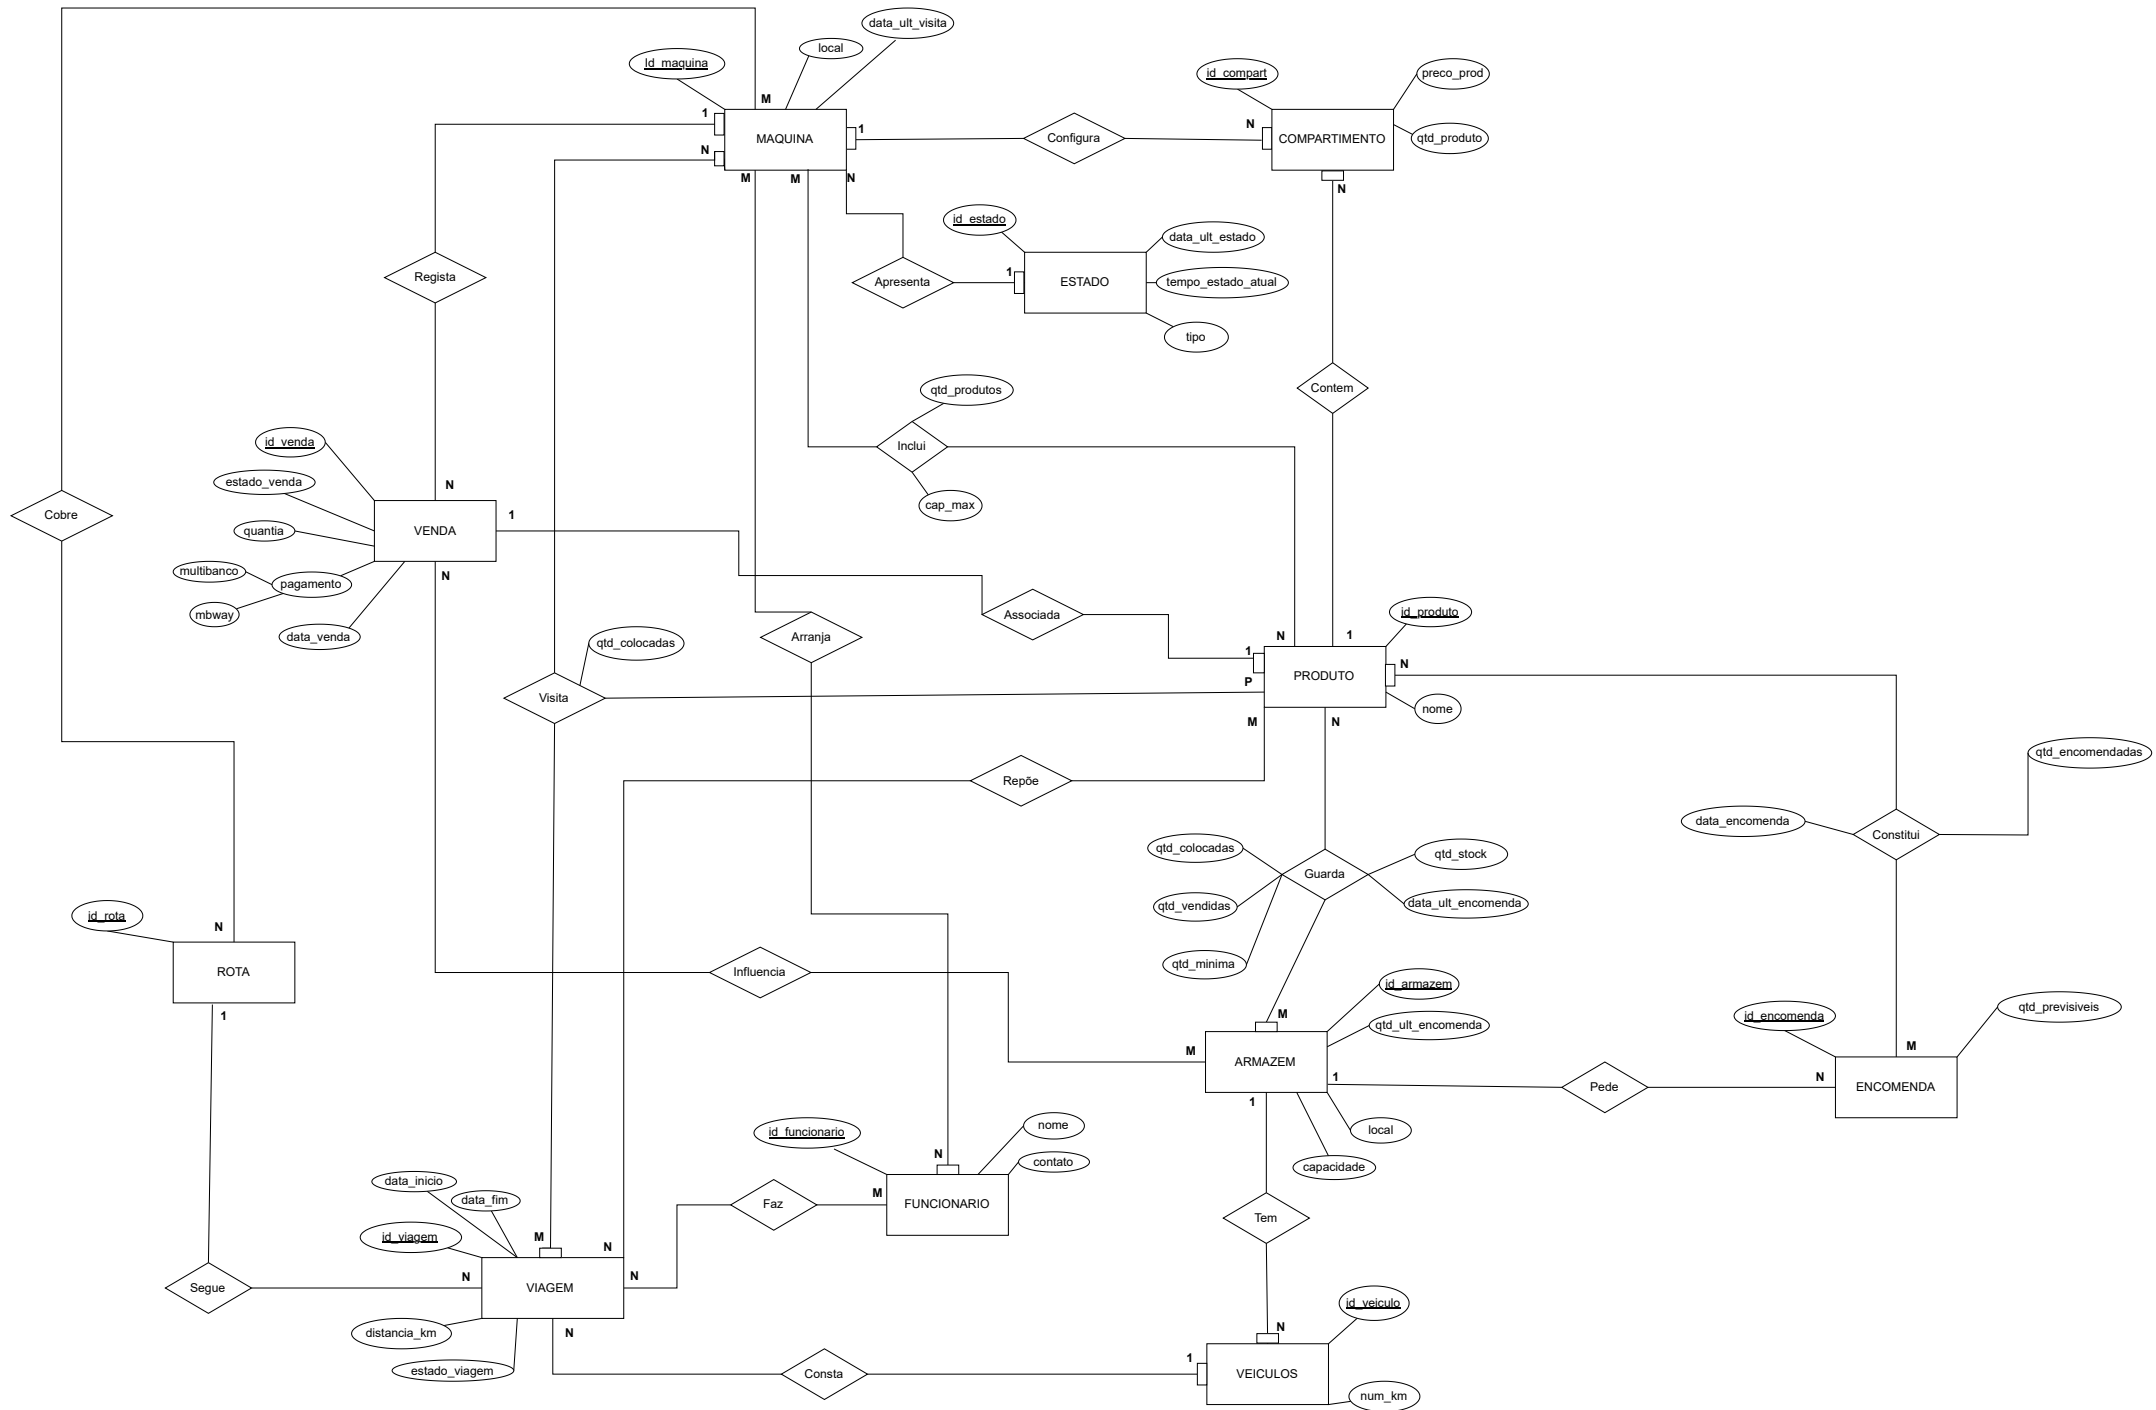 data_ult_visita
local
Id_maquina
id_compart
preco_prod
M
1
MAQUINA
1
Configura
N
COMPARTIMENTO
qtd_produto
N
M
M
N
N
id_estado
data_ult_estado
Regista
Apresenta
1
ESTADO
tempo_estado_atual
tipo
qtd_produtos
Contem
id_venda
Inclui
estado_venda
N
cap_max
Cobre
1
VENDA
quantia
multibanco
pagamento
N
mbway
data_venda
Associada
id_produto
qtd_colocadas
Arranja
N
1
1
N
PRODUTO
P
Visita
nome
M
N
qtd_encomendadas
Repõe
data_encomenda
Constitui
qtd_colocadas
qtd_stock
Guarda
qtd_vendidas
data_ult_encomenda
id_rota
N
qtd_minima
ROTA
Influencia
id_armazem
1
M
qtd_ult_encomenda
id_encomenda
qtd_previsiveis
M
ARMAZEM
M
1
Pede
N
ENCOMENDA
1
local
id_funcionario
nome
N
contato
capacidade
data_inicio
data_fim
Faz
M
FUNCIONARIO
Tem
id_viagem
M
N
N
N
Segue
VIAGEM
id_veiculo
distancia_km
N
N
estado_viagem
Consta
1
VEICULOS
num_km